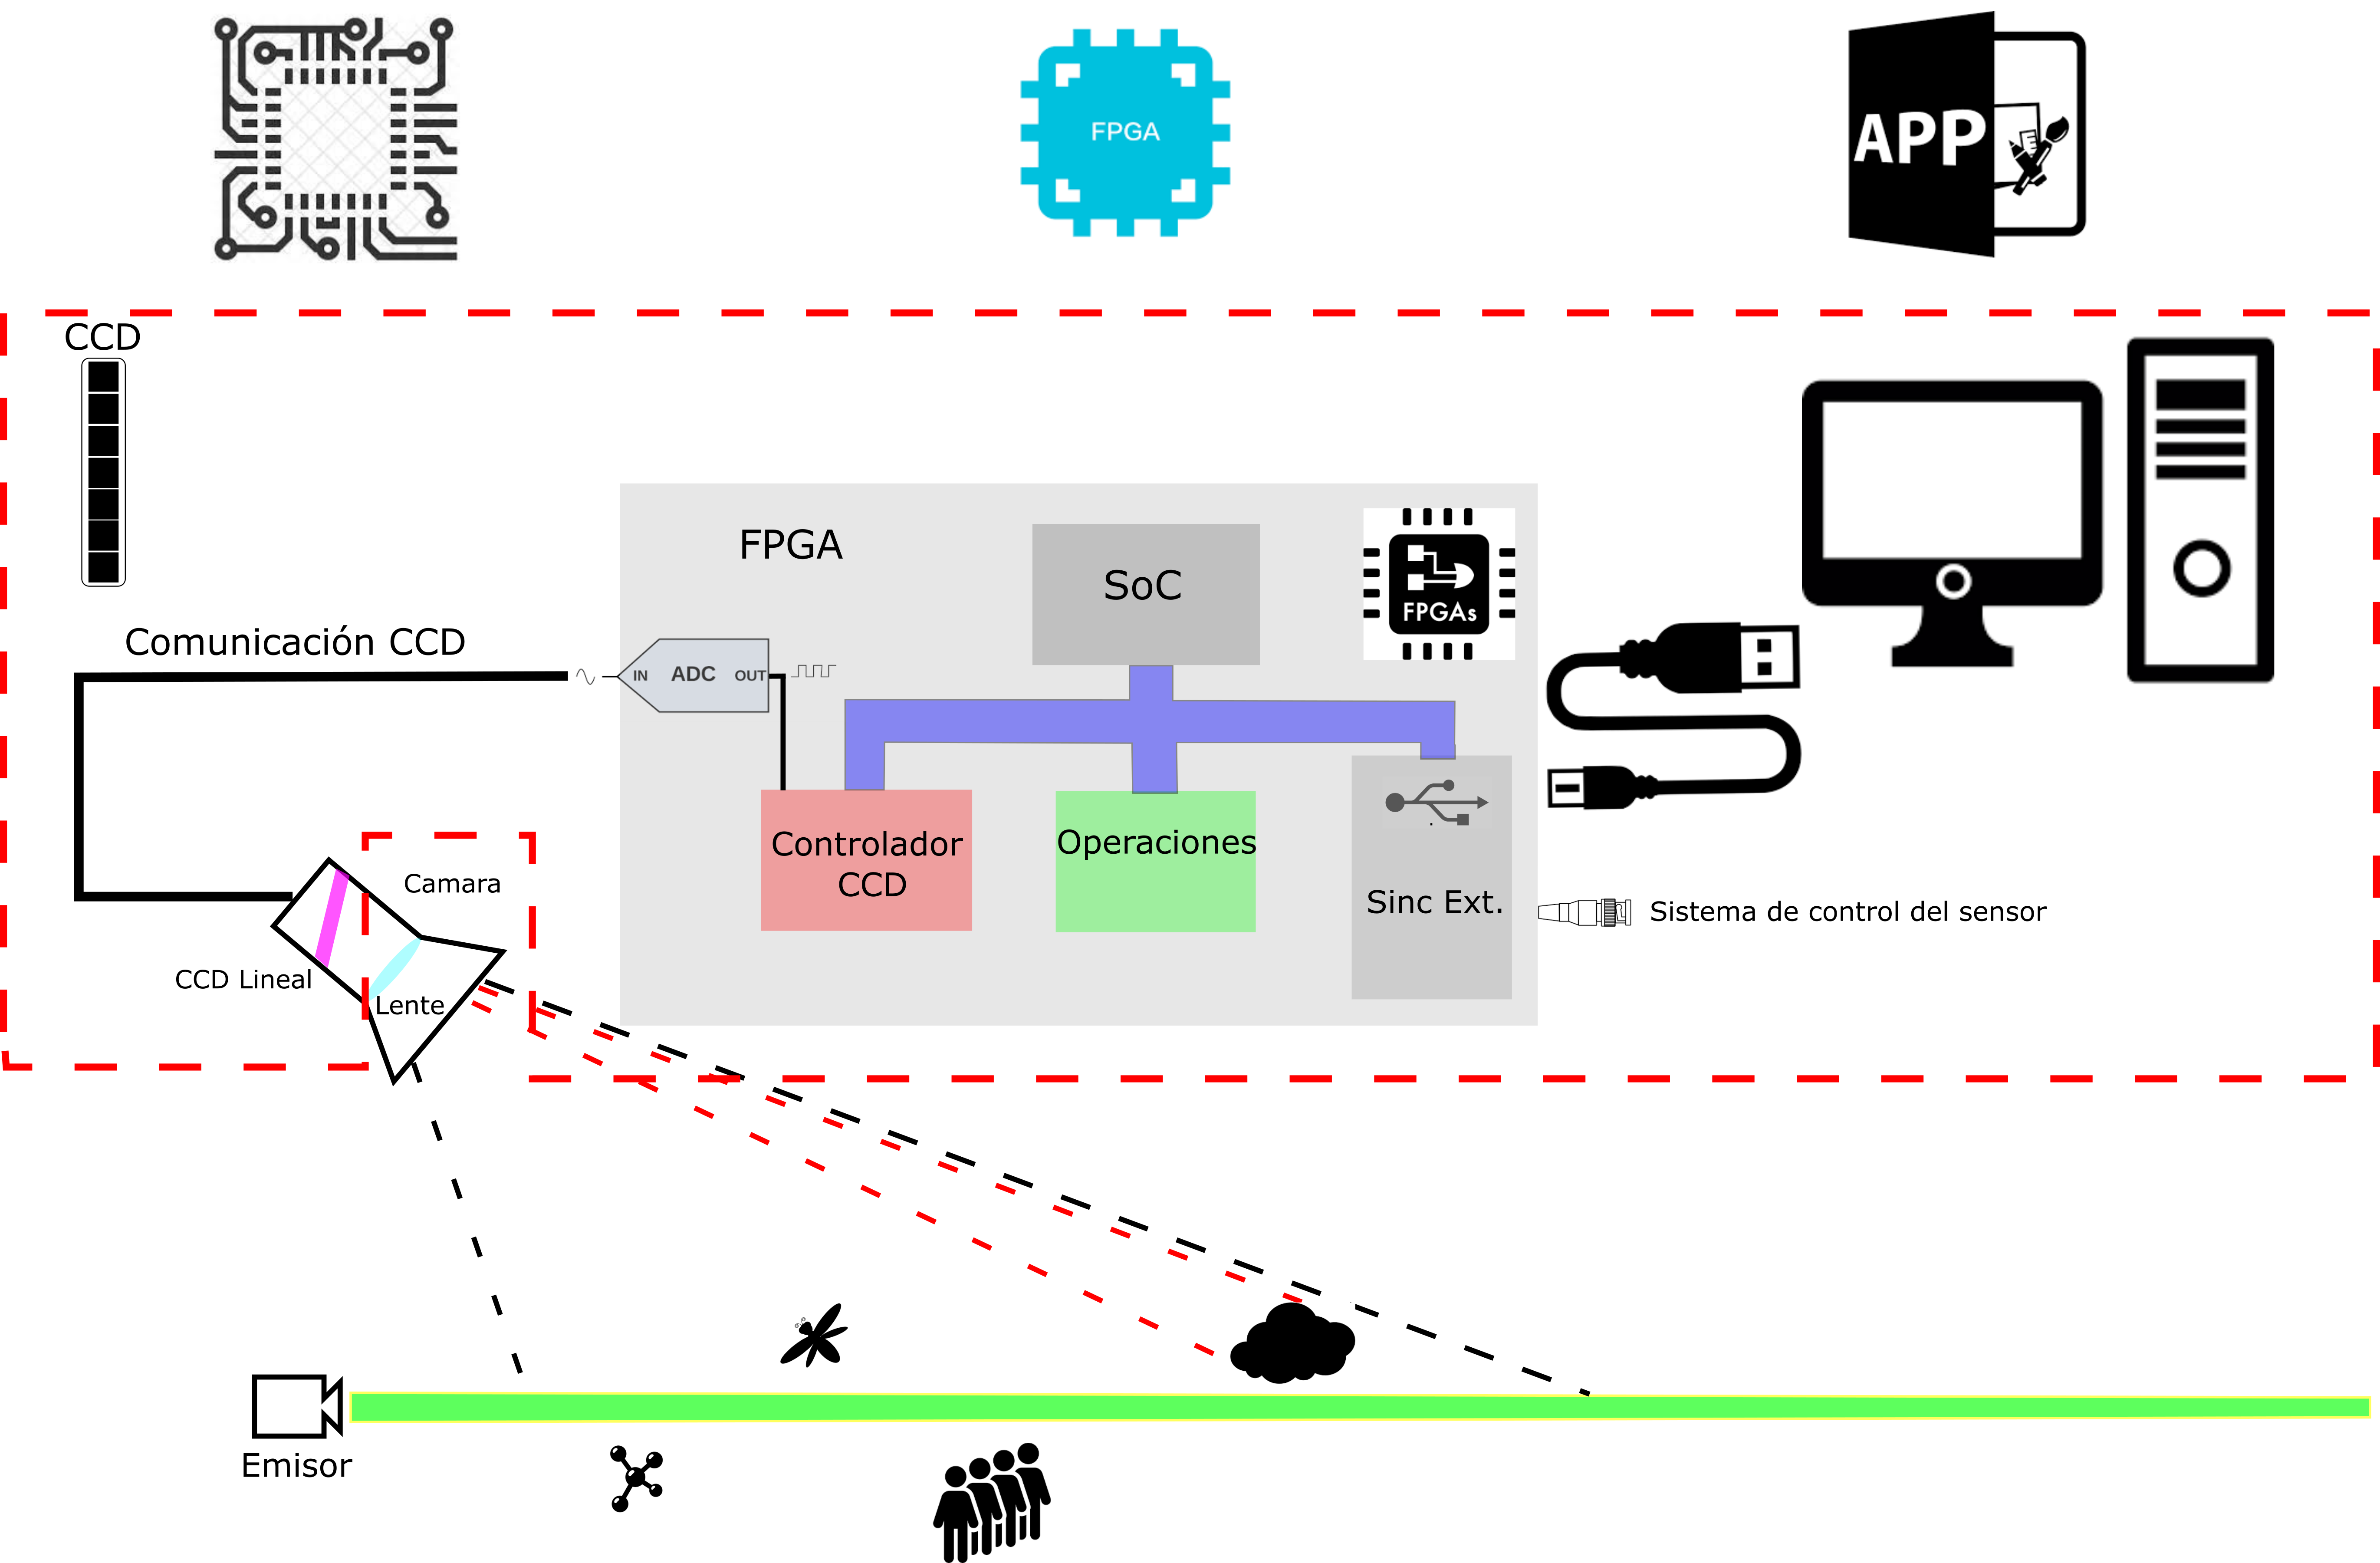 FPGA
APP
CCD
FPGA
SoC
FPGAs
Comunicación CCD
IN ADC OUT
Controlador
CCD
Operaciones
Sinc Ext.
Sistema de control del sensor
Camara
CCD Lineal
Lente
Emisor